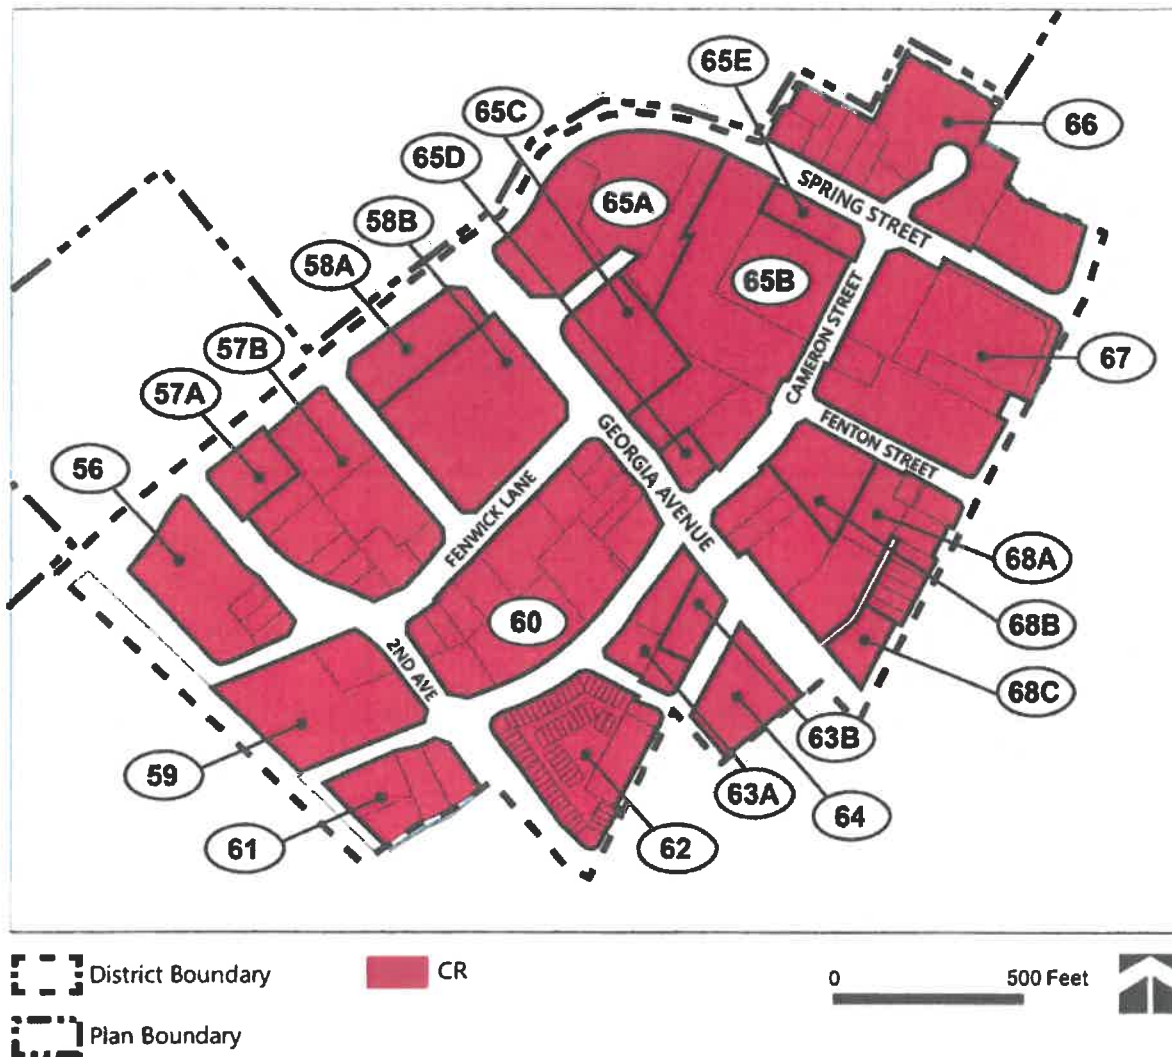 65E
65C
66
65D
65A
SPRING STREET
58B
58A
65B
57B
CAMERON STREET
67
57A
GEORGIA AVENUE
FENTON STREET
56
FENWICK LANE
68A
60
68B
2ND AVE
68C
63B
59
63A
64
61
62
District Boundary
CR
0
500 Feet
Plan Boundary